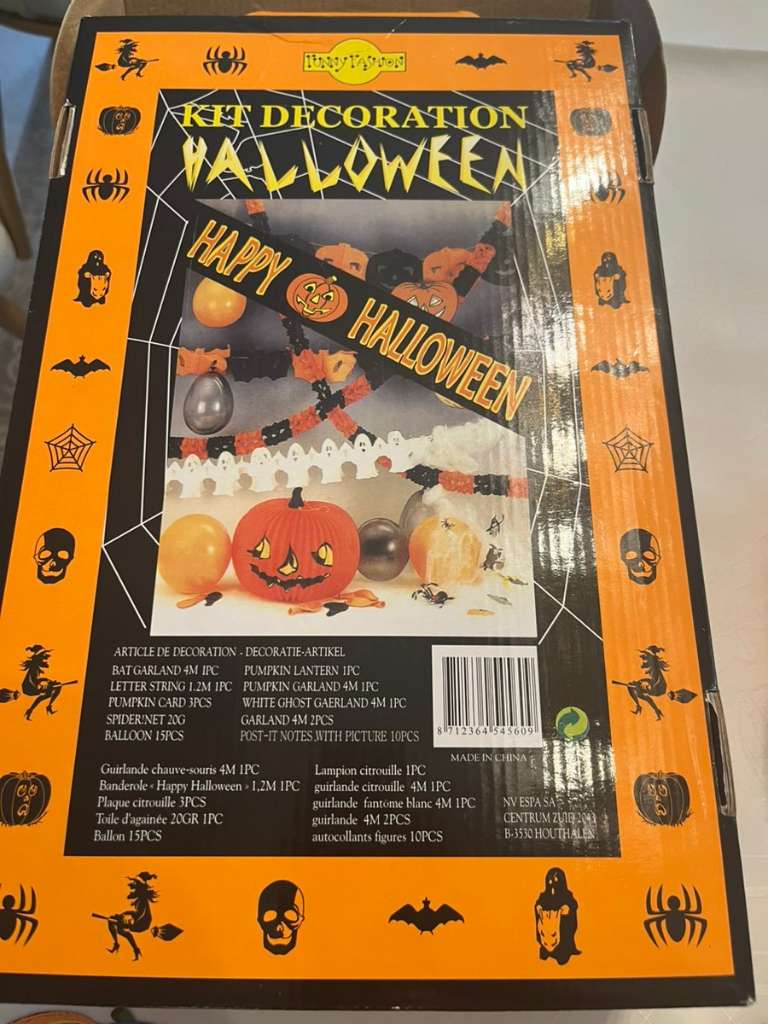 FUNNY FASHION
KIT DECORATION
HALLOWEEN
HAPPY HALLOWEEN
ARTICLE DE DECORATION - DECORATIE-ARTIKEL
BAT GARLAND 4M 1PC
LETTER STRING 1.2M 1PC
PUMPKIN CARD 3PCS
SPIDER!NET 20G
BALLOON 15PCS
PUMPKIN LANTERN 1PC
PUMPKIN GARLAND 4M 1PC
WHITE GHOST GAERLAND 4M 1PC
GARLAND 4M 2PCS
POST-IT NOTES,WITH PICTURE 10PCS
8 712364 545609
MADE IN CHINA
Guirlande chauve-souris 4M 1PC
Banderole « Happy Halloween » 1,2M 1PC
Plaque citrouille 3PCS
Toile d'againée 20GR 1PC
Ballon 15PCS
Lampion citrouille 1PC
guirlande citrouille 4M 1PC
guirlande fantome blanc 4M 1PC
guirlande 4M 2PCS
autocollants figures 10PCS
NV ESPA SA
CENTRUM ZUID 2043
B-3530 HOUTHALEN